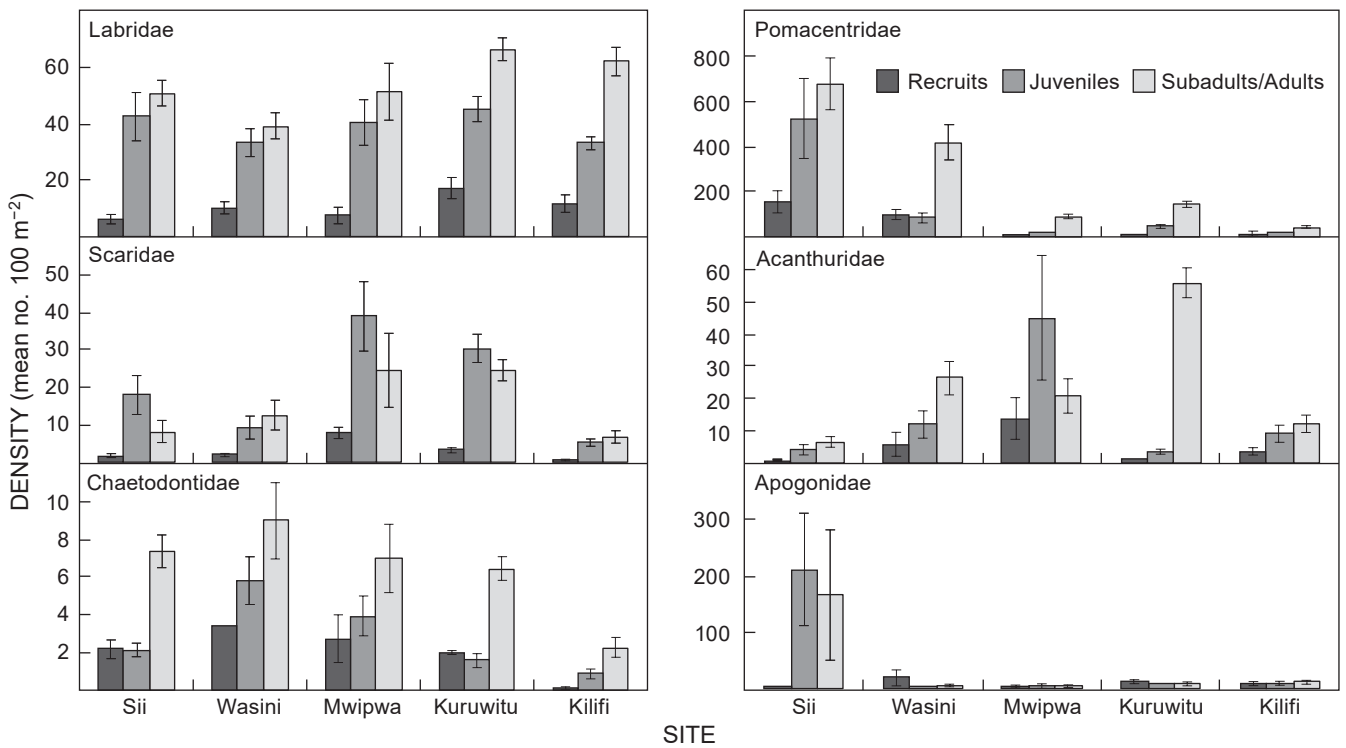 DENSITY (mean no. 100 m⁻²)
Labridae
60
40
20
Scaridae
50
40
30
20
10
Chaetodontidae
10
8
6
4
2
Sii Wasini Mwipwa Kuruwitu Kilifi
Pomacentridae
Recruits Juveniles Subadults/Adults
800
600
400
200
Acanthuridae
60
50
40
30
20
10
Apogonidae
300
200
100
Sii Wasini Mwipwa Kuruwitu Kilifi
SITE